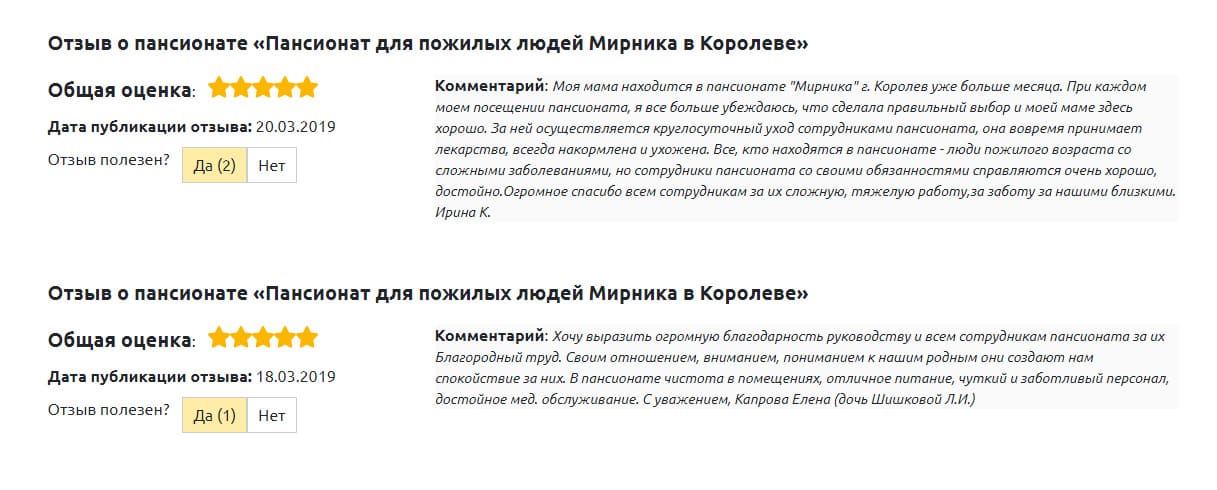 Отзыв о пансионате «Пансионат для пожилых людей Мирника в Королеве»
Общая оценка:
Дата публикации отзыва: 20.03.2019
Отзыв полезен? Да (2) Нет
Комментарий: Моя мама находится в пансионате "Мирника" г. Королев уже больше месяца. При каждом
моем посещении пансионата, я все больше убеждаюсь, что сделала правильный выбор и моей маме здесь
хорошо. За ней осуществляется круглосуточный уход сотрудниками пансионата, она вовремя принимает
лекарства, всегда накормлена и ухожена. Все, кто находятся в пансионате - люди пожилого возраста со
сложными заболеваниями, но сотрудники пансионата со своими обязанностями справляются очень хорошо,
достойно.Огромное спасибо всем сотрудникам за их сложную, тяжелую работу,за заботу за нашими близкими.
Ирина К.
Отзыв о пансионате «Пансионат для пожилых людей Мирника в Королеве»
Общая оценка:
Дата публикации отзыва: 18.03.2019
Отзыв полезен? Да (1) Нет
Комментарий: Хочу выразить огромную благодарность руководству и всем сотрудникам пансионата за их
Благородный труд. Своим отношением, вниманием, пониманием к нашим родным они создают нам
спокойствие за них. В пансионате чистота в помещениях, отличное питание, чуткий и заботливый персонал,
достойное мед. обслуживание. С уважением, Капрова Елена (дочь Шишковой Л.И.)